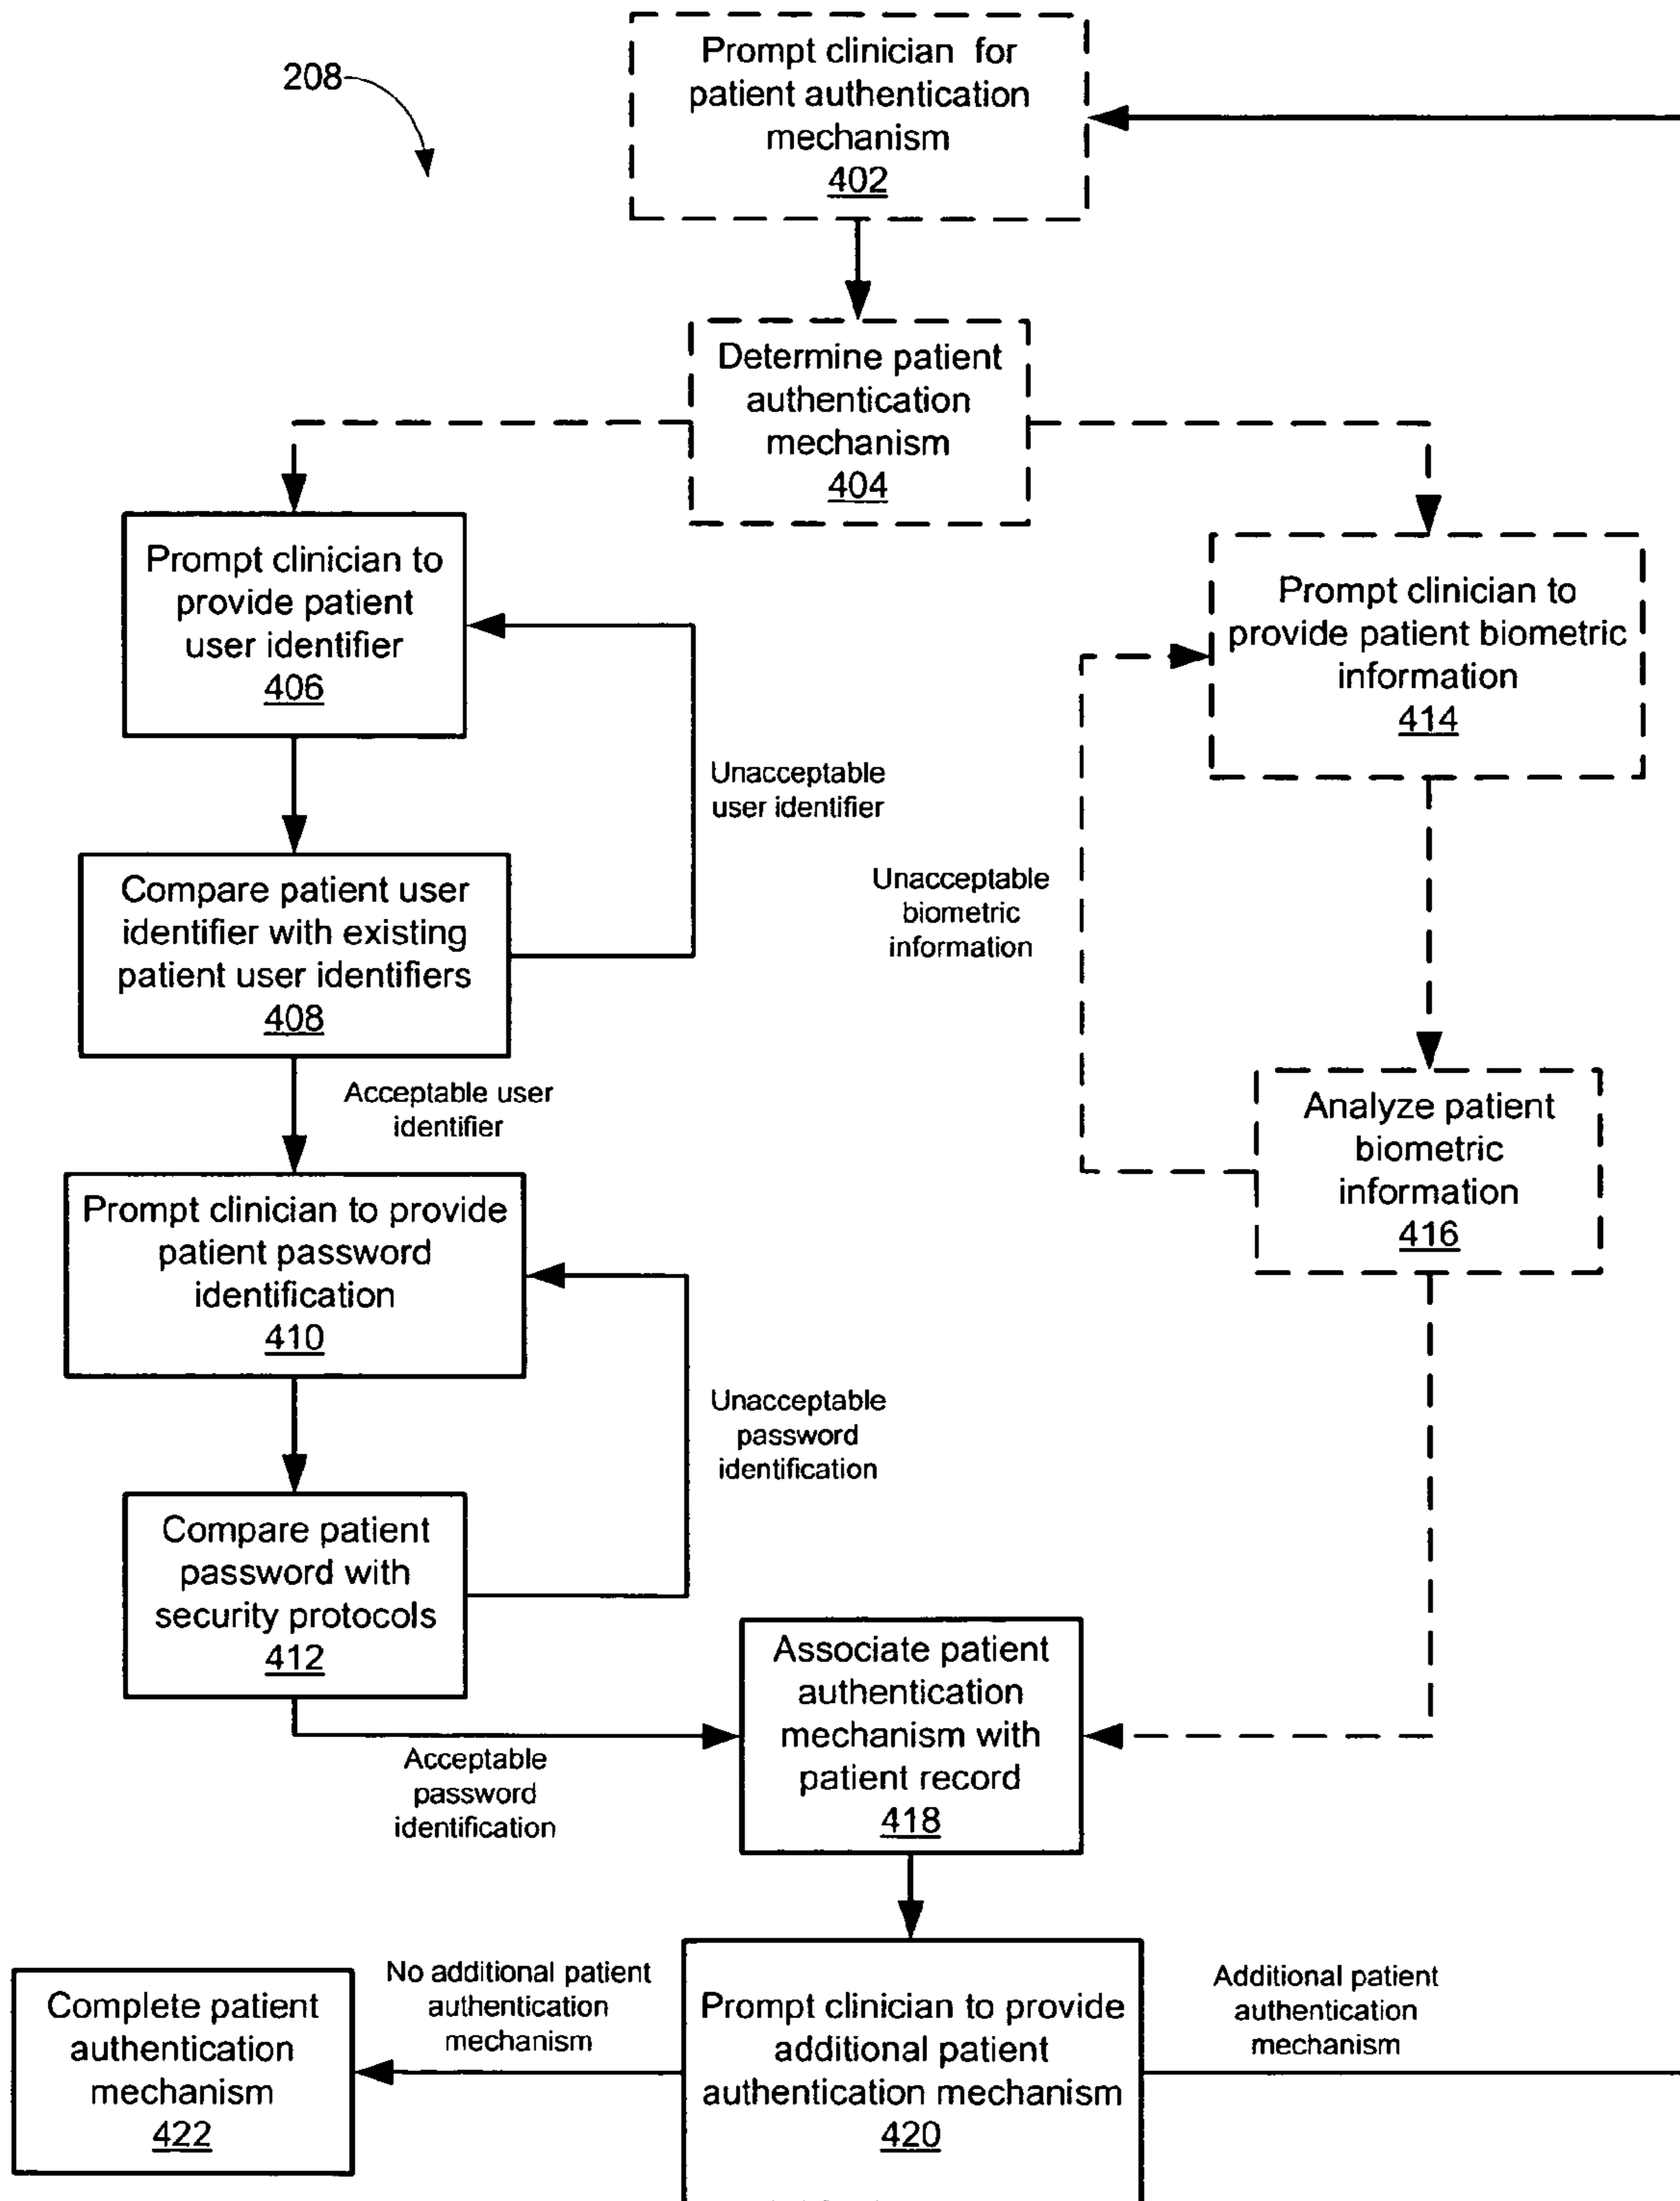 208
Prompt clinician for
patient authentication
mechanism
402
Determine patient
authentication
mechanism
404
Prompt clinician to
provide patient
user identifier
406
Prompt clinician to
provide patient biometric
information
414
Unacceptable
user identifier
Compare patient user
identifier with existing
patient user identifiers
408
Unacceptable
biometric
information
Acceptable user
identifier
Analyze patient
biometric
information
416
Prompt clinician to provide
patient password
identification
410
Unacceptable
password
identification
Compare patient
password with
security protocols
412
Acceptable
password
identification
Associate patient
authentication
mechanism with
patient record
418
Complete patient
authentication
mechanism
422
No additional patient
authentication
mechanism
Prompt clinician to provide
additional patient
authentication mechanism
420
Additional patient
authentication
mechanism